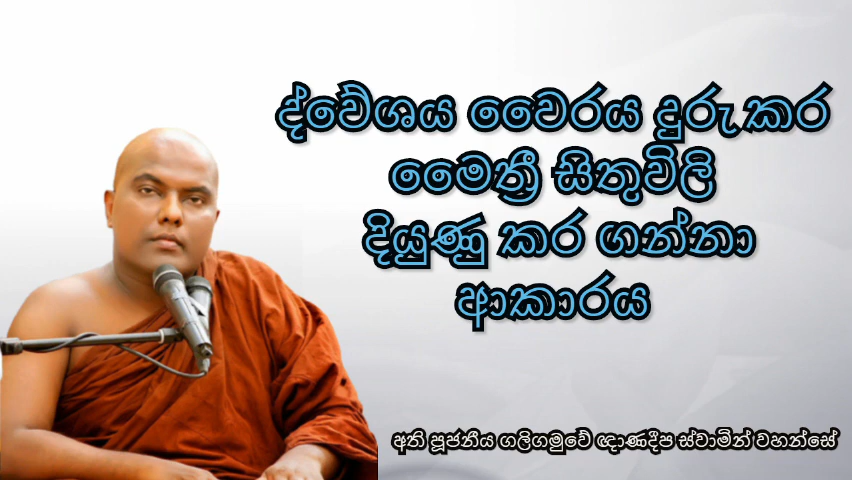 ද්වේශය වෛරය දුරු කර
මෛත්‍රී සිතුවිලි
දියුණු කර ගන්නා
ආකාරය
අති පූජනීය ගලිගමුවේ ඥාණදීප ස්වාමින් වහන්සේ